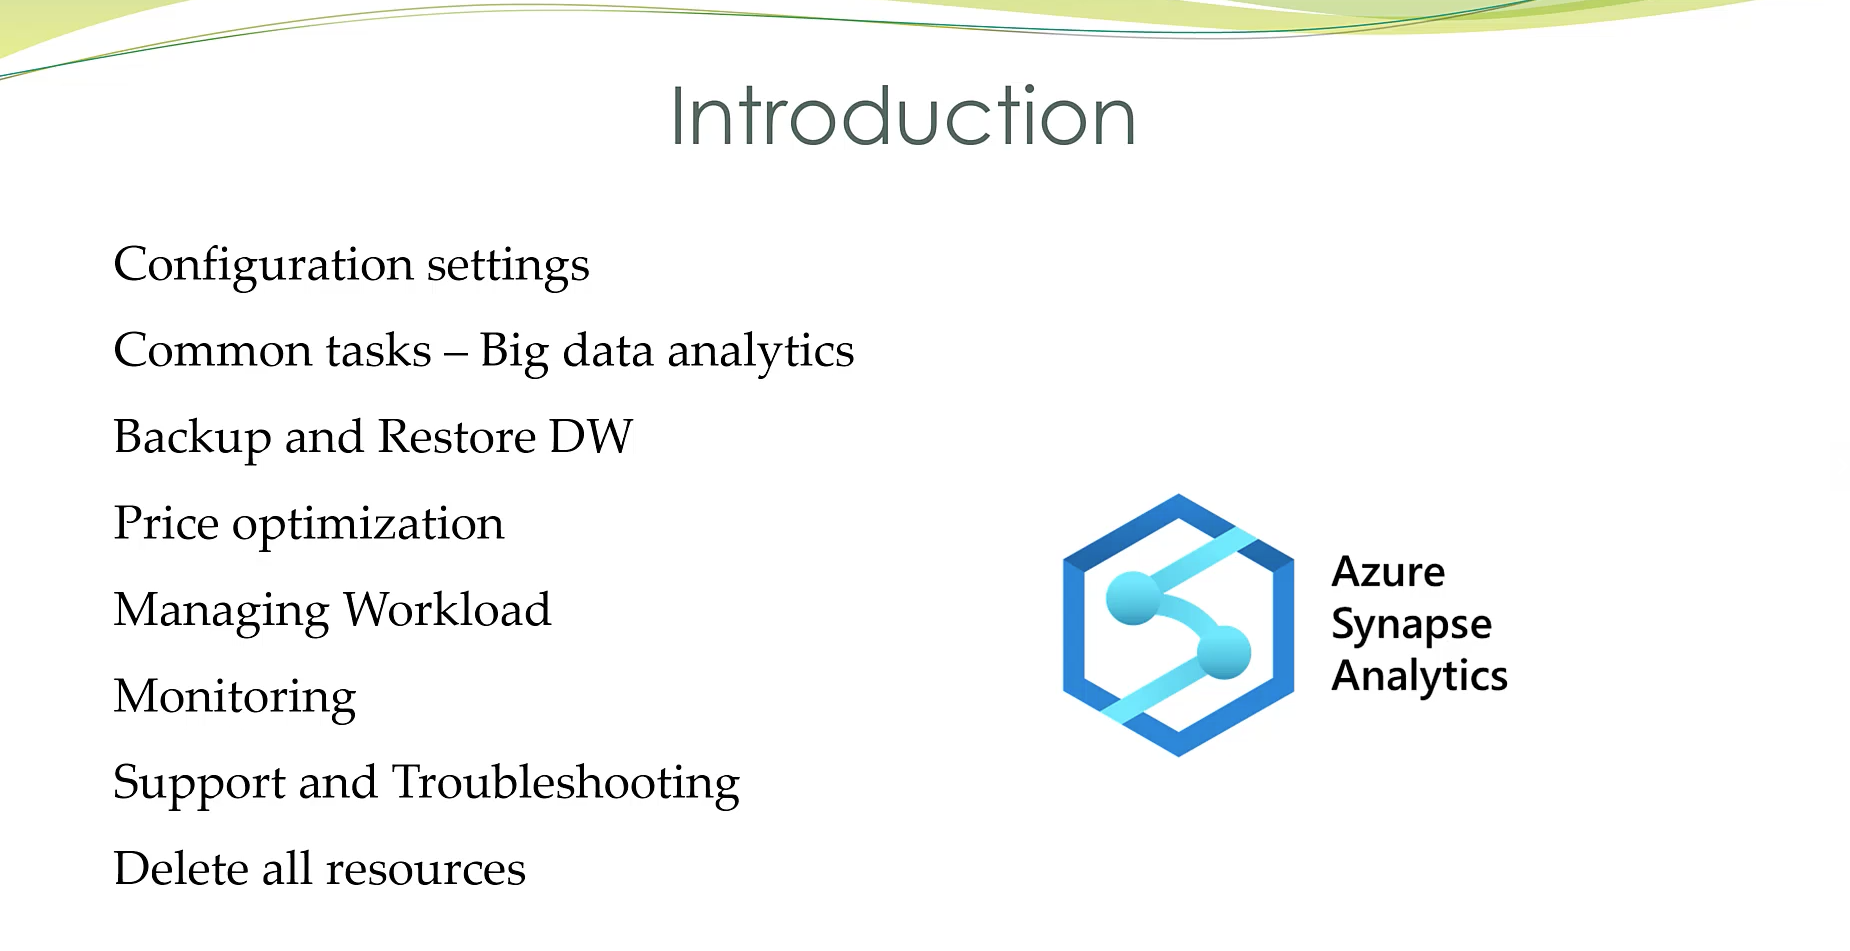 Introduction
Configuration settings
Common tasks – Big data analytics
Backup and Restore DW
Price optimization
Managing Workload
Monitoring
Support and Troubleshooting
Delete all resources
Azure
Synapse
Analytics